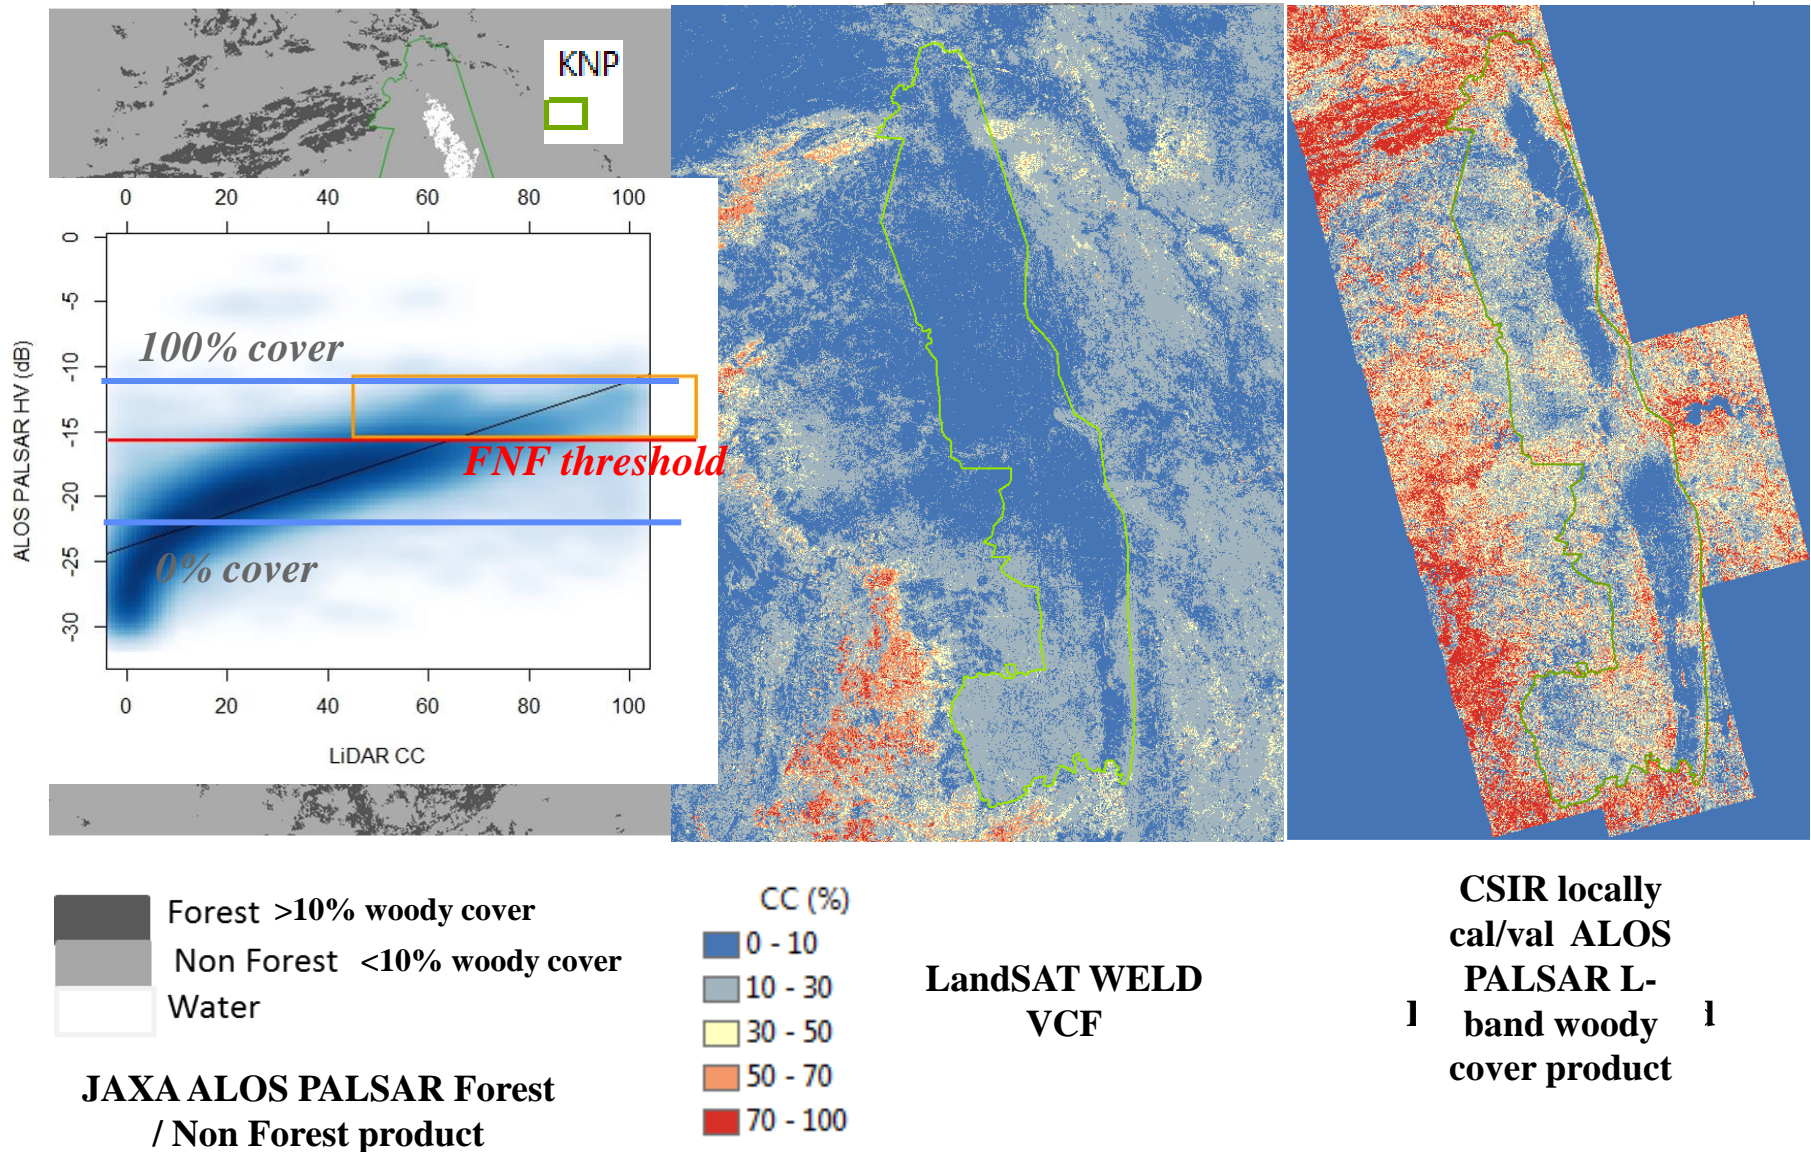 KNP
0 20 40 60 80 100
0
-5
-10
-15
-20
-25
-30
ALOS PALSAR HV (dB)
100% cover
FNF threshold
0% cover
0 20 40 60 80 100
LiDAR CC
Forest >10% woody cover
Non Forest <10% woody cover
Water
JAXA ALOS PALSAR Forest
/ Non Forest product
CC (%)
0 - 10
10 - 30
30 - 50
50 - 70
70 - 100
LandSAT WELD
VCF
CSIR locally
cal/val ALOS
PALSAR L-
band woody
cover product